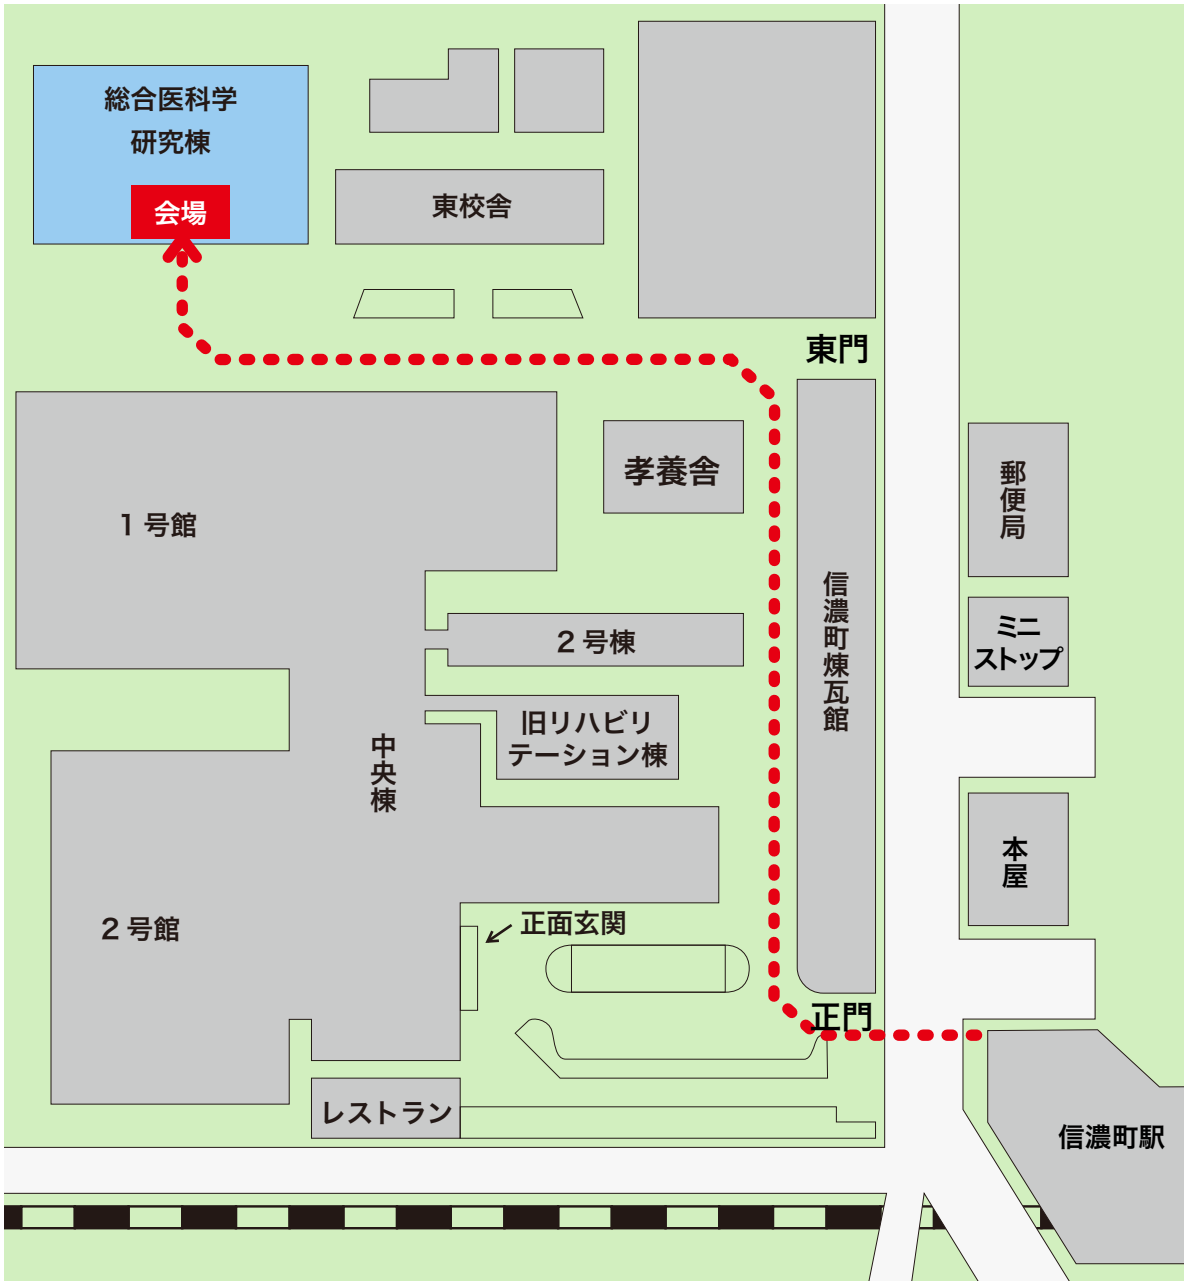 総合医科学
研究棟
会場
東校舎
東門
孝養舎
1号館
郵便局
信濃町煉瓦館
ミニ
ストップ
2号棟
旧リハビリ
テーション棟
中央棟
本屋
2号館
正面玄関
正門
レストラン
信濃町駅